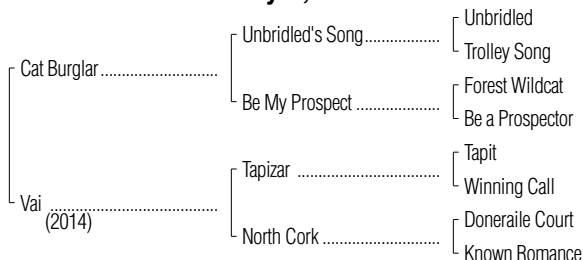 Unbridled
Unbridled's Song
Trolley Song
Cat Burglar
Forest Wildcat
Be My Prospect
Be a Prospector
Tapit
Tapizar
Winning Call
Vai
(2014)
Doneraile Court
North Cork
Known Romance